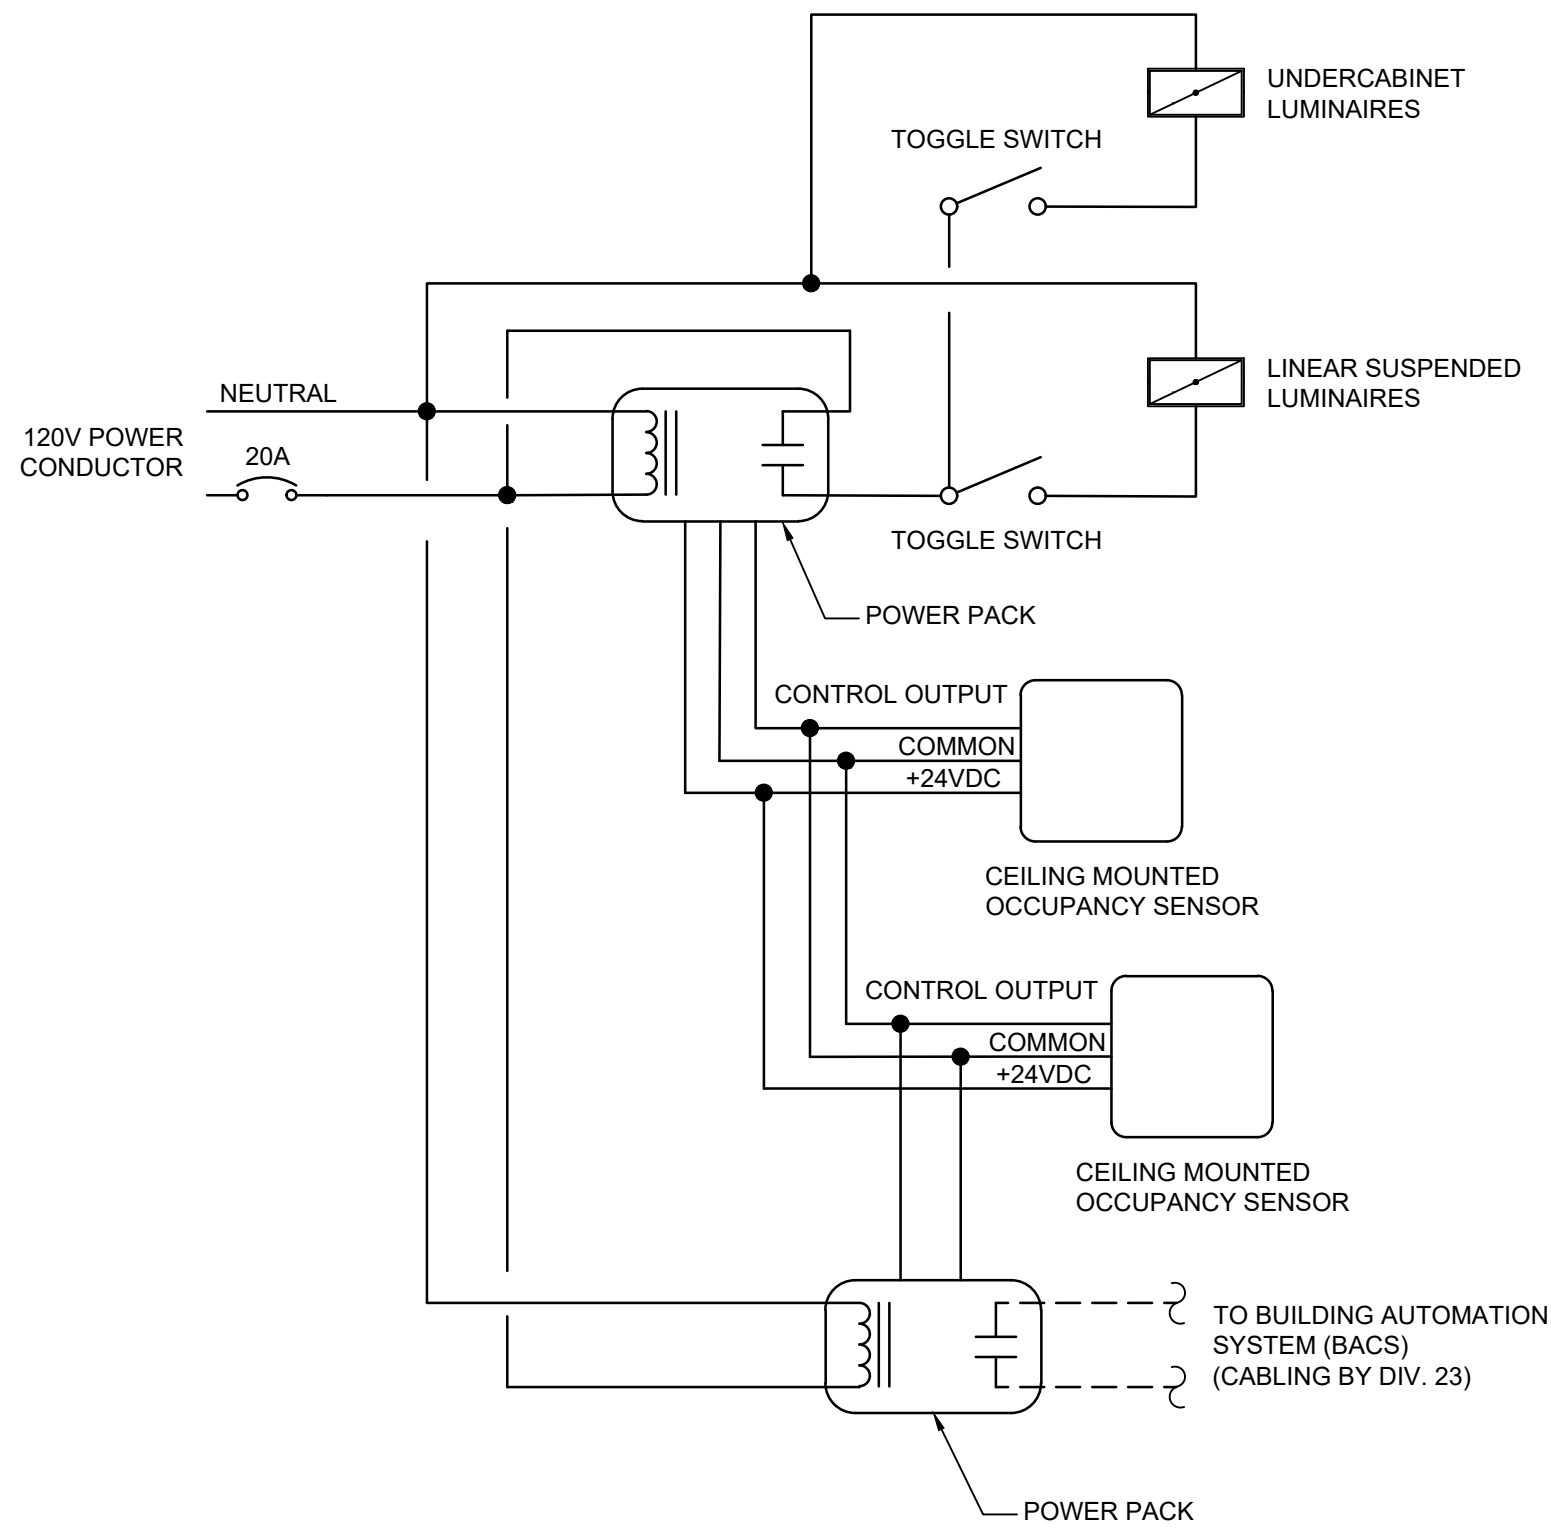 UNDERCABINET
LUMINAIRES
TOGGLE SWITCH
LINEAR SUSPENDED
LUMINAIRES
NEUTRAL
120V POWER
CONDUCTOR
20A
TOGGLE SWITCH
POWER PACK
CONTROL OUTPUT
COMMON
+24VDC
CEILING MOUNTED
OCCUPANCY SENSOR
CONTROL OUTPUT
COMMON
+24VDC
CEILING MOUNTED
OCCUPANCY SENSOR
TO BUILDING AUTOMATION
SYSTEM (BACS)
(CABLING BY DIV. 23)
POWER PACK